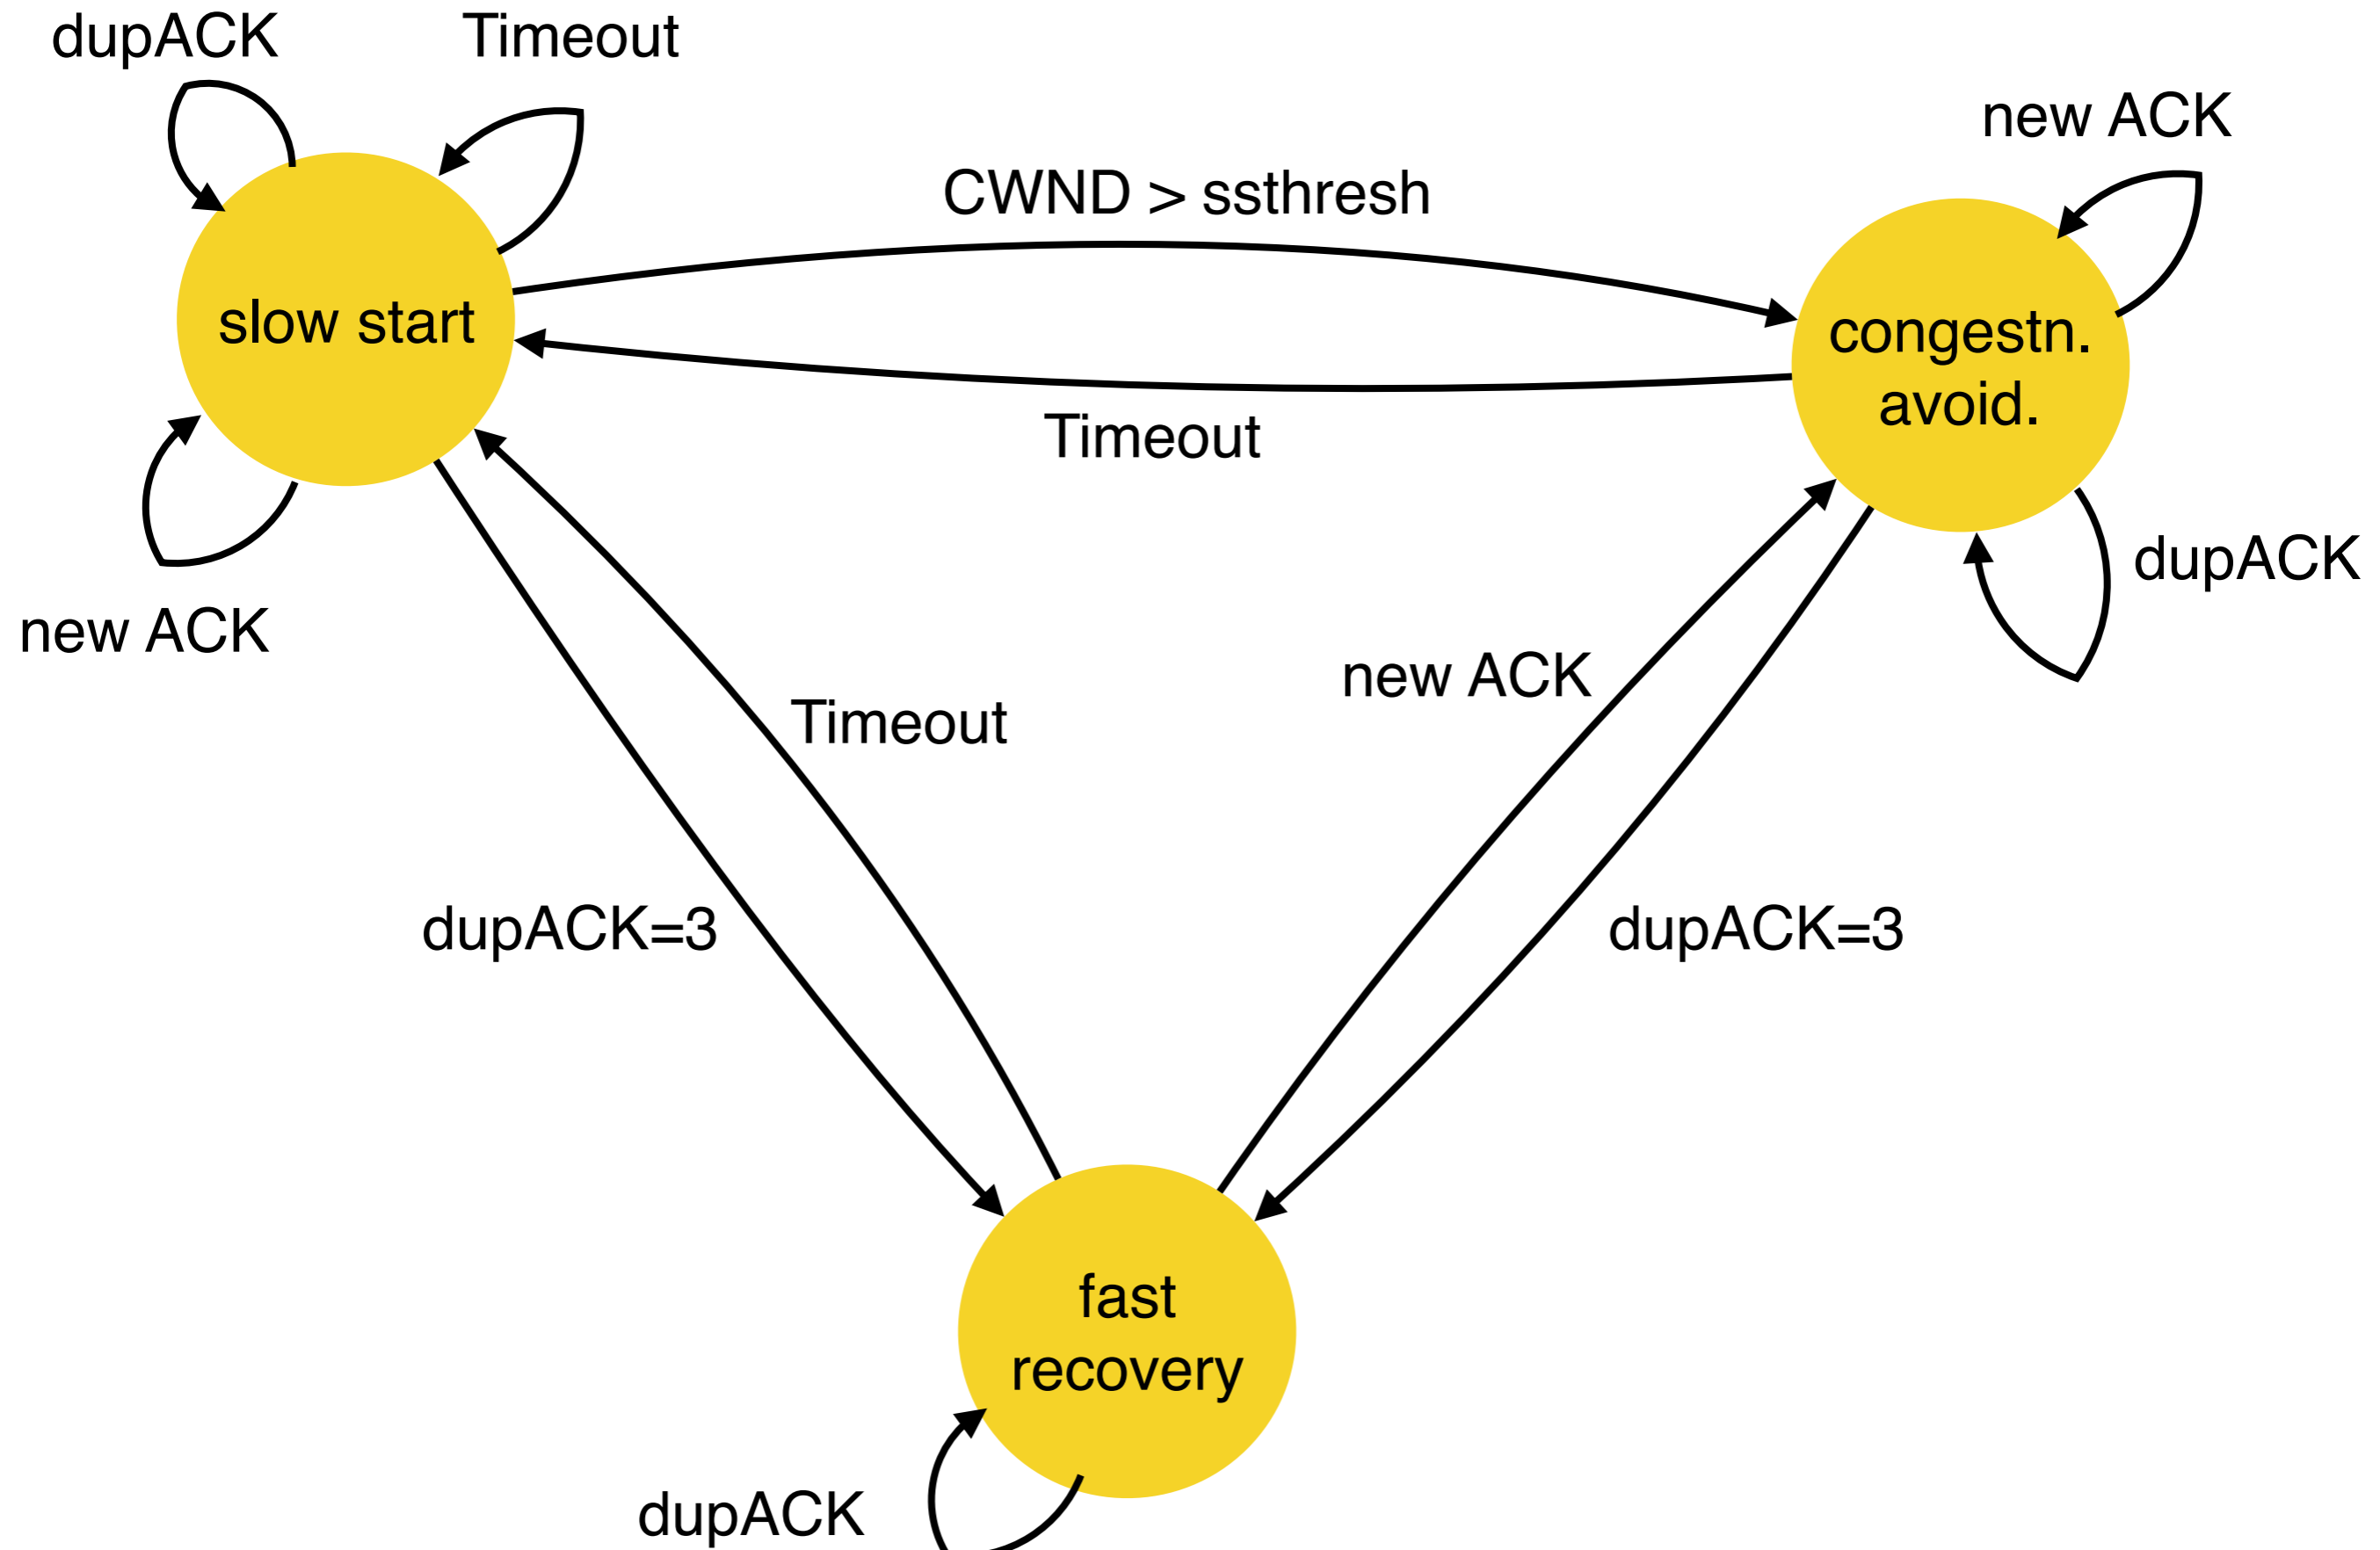 dupACK
Timeout
new ACK
CWND > ssthresh
slow start
congestn.
avoid.
Timeout
dupACK
new ACK
new ACK
Timeout
dupACK=3
dupACK=3
fast
recovery
dupACK